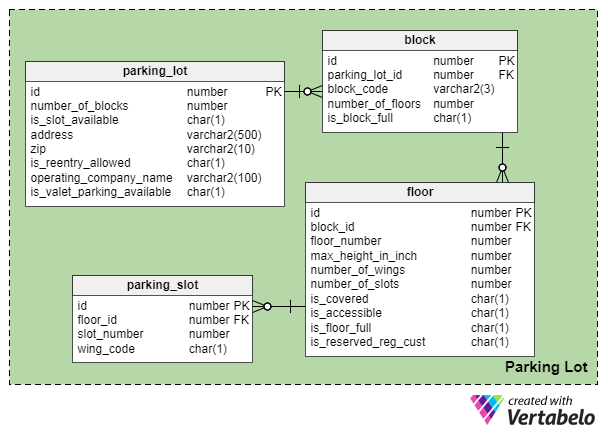 block
id number PK
parking_lot_id number FK
block_code varchar2(3)
number_of_floors number
is_block_full char(1)
parking_lot
id number PK
number_of_blocks number
is_slot_available char(1)
address varchar2(500)
zip varchar2(10)
is_reentry_allowed char(1)
operating_company_name varchar2(100)
is_valet_parking_available char(1)
floor
id number PK
block_id number FK
floor_number number
max_height_in_inch number
number_of_wings number
number_of_slots number
is_covered char(1)
is_accessible char(1)
is_floor_full char(1)
is_reserved_reg_cust char(1)
parking_slot
id number PK
floor_id number FK
slot_number number
wing_code char(1)
Parking Lot
created with
Vertabelo